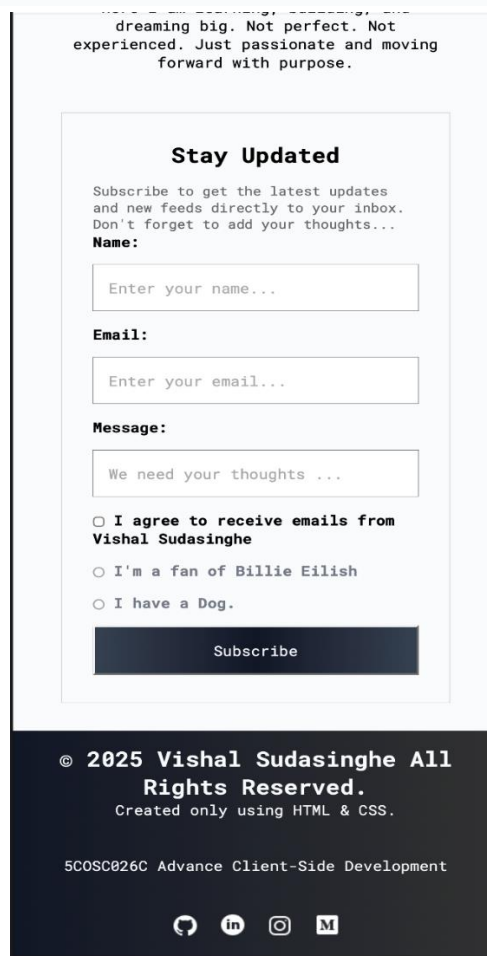 dreaming big. Not perfect. Not
experienced. Just passionate and moving
forward with purpose.
Stay Updated
Subscribe to get the latest updates
and new feeds directly to your inbox.
Don't forget to add your thoughts...
Name:
Enter your name...
Email:
Enter your email...
Message:
We need your thoughts ...
I agree to receive emails from
Vishal Sudasinghe
I'm a fan of Billie Eilish
I have a Dog.
Subscribe
© 2025 Vishal Sudasinghe All
Rights Reserved.
Created only using HTML & CSS.
5COSC026C Advance Client-Side Development
in
M